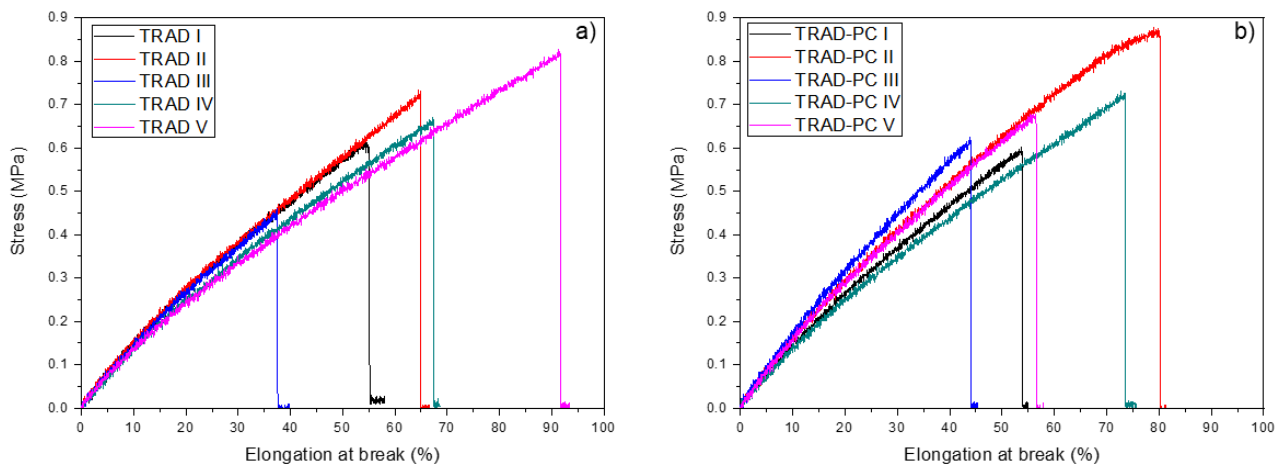 a)
TRAD I
TRAD II
TRAD III
TRAD IV
TRAD V
Stress (MPa)
0.9
0.8
0.7
0.6
0.5
0.4
0.3
0.2
0.1
0.0
0 10 20 30 40 50 60 70 80 90 100
Elongation at break (%)
b)
TRAD-PC I
TRAD-PC II
TRAD-PC III
TRAD-PC IV
TRAD-PC V
Stress (MPa)
0.9
0.8
0.7
0.6
0.5
0.4
0.3
0.2
0.1
0.0
0 10 20 30 40 50 60 70 80 90 100
Elongation at break (%)